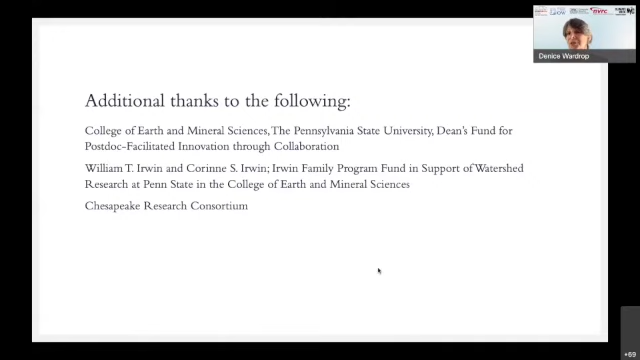 Additional thanks to the following:
College of Earth and Mineral Sciences, The Pennsylvania State University, Dean's Fund for
Postdoc-Facilitated Innovation through Collaboration
William T. Irwin and Corinne S. Irwin; Irwin Family Program Fund in Support of Watershed
Research at Penn State in the College of Earth and Mineral Sciences
Chesapeake Research Consortium
Denice Wardrop
+69